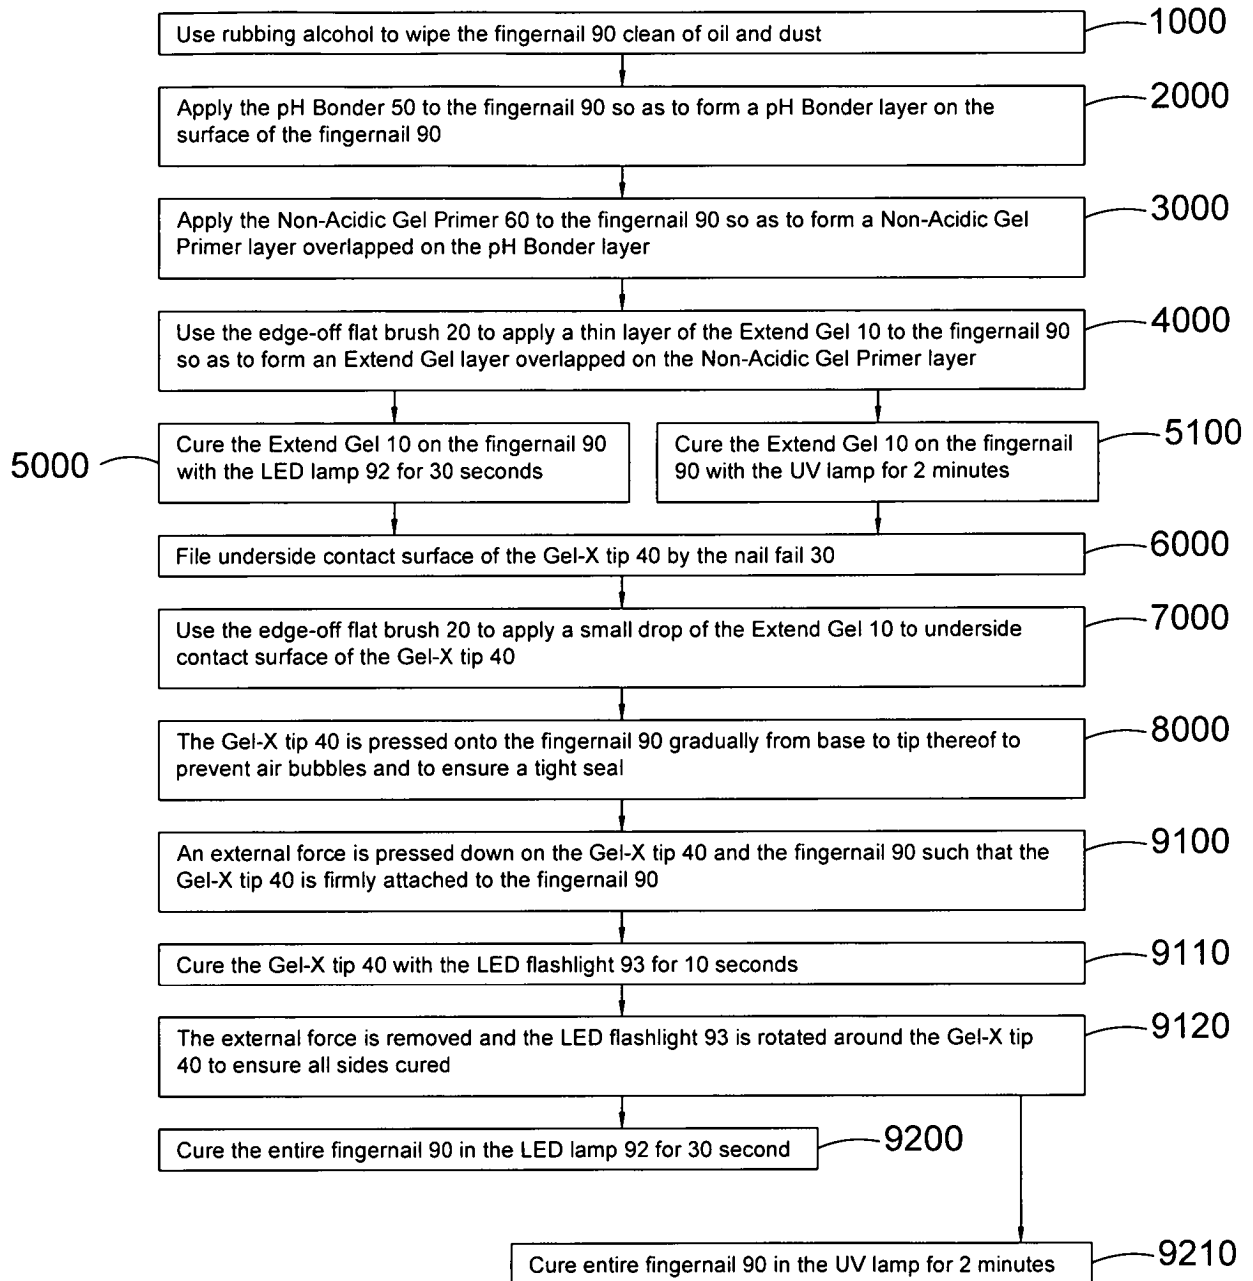 Use rubbing alcohol to wipe the fingernail 90 clean of oil and dust
1000
Apply the pH Bonder 50 to the fingernail 90 so as to form a pH Bonder layer on the
surface of the fingernail 90
2000
Apply the Non-Acidic Gel Primer 60 to the fingernail 90 so as to form a Non-Acidic Gel
Primer layer overlapped on the pH Bonder layer
3000
Use the edge-off flat brush 20 to apply a thin layer of the Extend Gel 10 to the fingernail 90
so as to form an Extend Gel layer overlapped on the Non-Acidic Gel Primer layer
4000
5000
Cure the Extend Gel 10 on the fingernail 90
with the LED lamp 92 for 30 seconds
Cure the Extend Gel 10 on the fingernail
90 with the UV lamp for 2 minutes
5100
File underside contact surface of the Gel-X tip 40 by the nail fail 30
6000
Use the edge-off flat brush 20 to apply a small drop of the Extend Gel 10 to underside
contact surface of the Gel-X tip 40
7000
The Gel-X tip 40 is pressed onto the fingernail 90 gradually from base to tip thereof to
prevent air bubbles and to ensure a tight seal
8000
An external force is pressed down on the Gel-X tip 40 and the fingernail 90 such that the
Gel-X tip 40 is firmly attached to the fingernail 90
9100
Cure the Gel-X tip 40 with the LED flashlight 93 for 10 seconds
9110
The external force is removed and the LED flashlight 93 is rotated around the Gel-X tip
40 to ensure all sides cured
9120
Cure the entire fingernail 90 in the LED lamp 92 for 30 second
9200
Cure entire fingernail 90 in the UV lamp for 2 minutes
9210